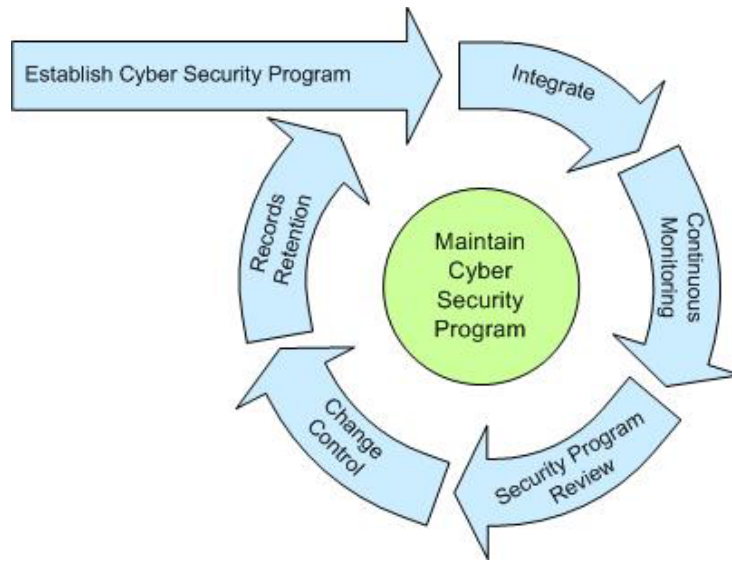 Establish Cyber Security Program
Integrate
Continuous
Monitoring
Security Program
Review
Change
Control
Records
Retention
Maintain
Cyber
Security
Program